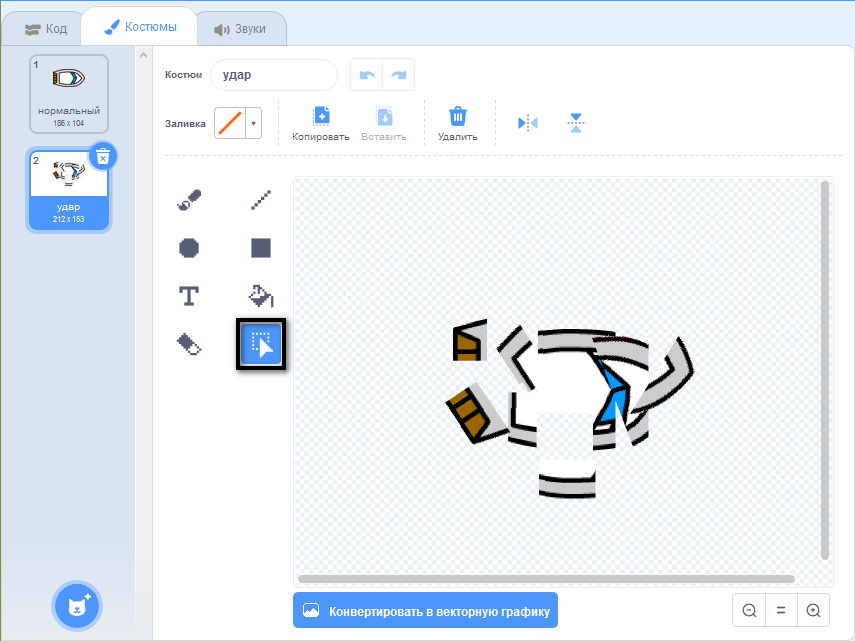 Код
Костюмы
Звуки
1
нормальный
186 x 104
2
удар
212 x 153
Костюм
удар
Заливка
Копировать
Вставить
Удалить
T
Конвертировать в векторную графику